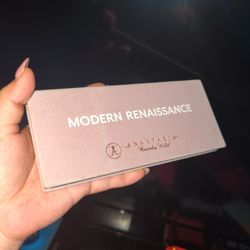 MODERN RENAISSANCE
ANASTASIA
Beverly Hills